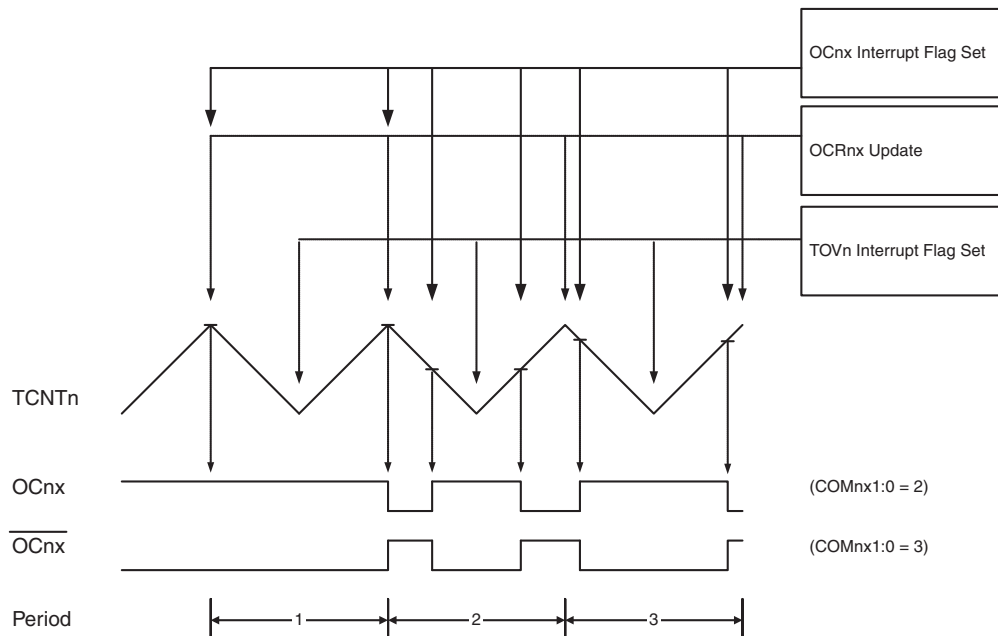 OCnx Interrupt Flag Set
OCRnx Update
TOVn Interrupt Flag Set
TCNTn
OCnx
(COMnx1:0 = 2)
OCnx
(COMnx1:0 = 3)
Period
1
2
3